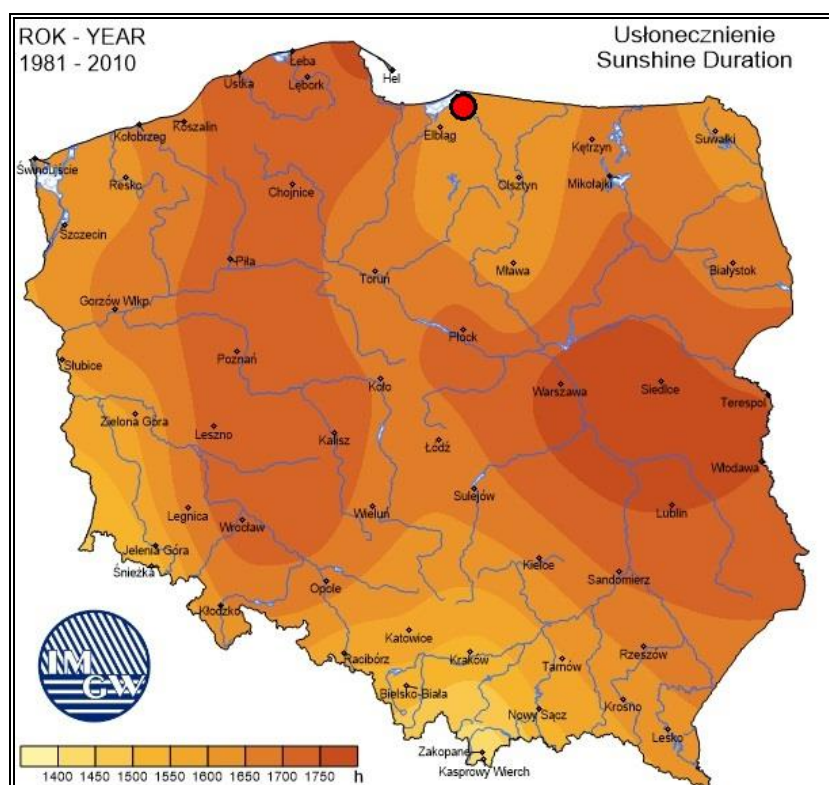 ROK - YEAR
1981 - 2010
Usłonecznienie
Sunshine Duration
Łeba
Hel
Ustka
Lębork
Koszalin
Kołobrzeg
Elbląg
Suwałki
Kętrzyn
Świnoujście
Resko
Chojnice
Olsztyn
Mikołajki
Szczecin
Piła
Toruń
Mława
Białystok
Gorzów Wlkp.
Płock
Słubice
Poznań
Koło
Warszawa
Siedlce
Terespol
Zielona Góra
Leszno
Kalisz
Łódź
Włodawa
Sulejów
Legnica
Wrocław
Wieluń
Lublin
Jelenia Góra
Śnieżka
Opole
Kielce
Sandomierz
Kłodzko
Katowice
Racibórz
Kraków
Tarnów
Rzeszów
Bielsko-Biała
Nowy Sącz
Krosno
Lesko
Zakopane
Kasprowy Wierch
IM
GW
1400 1450 1500 1550 1600 1650 1700 1750 h